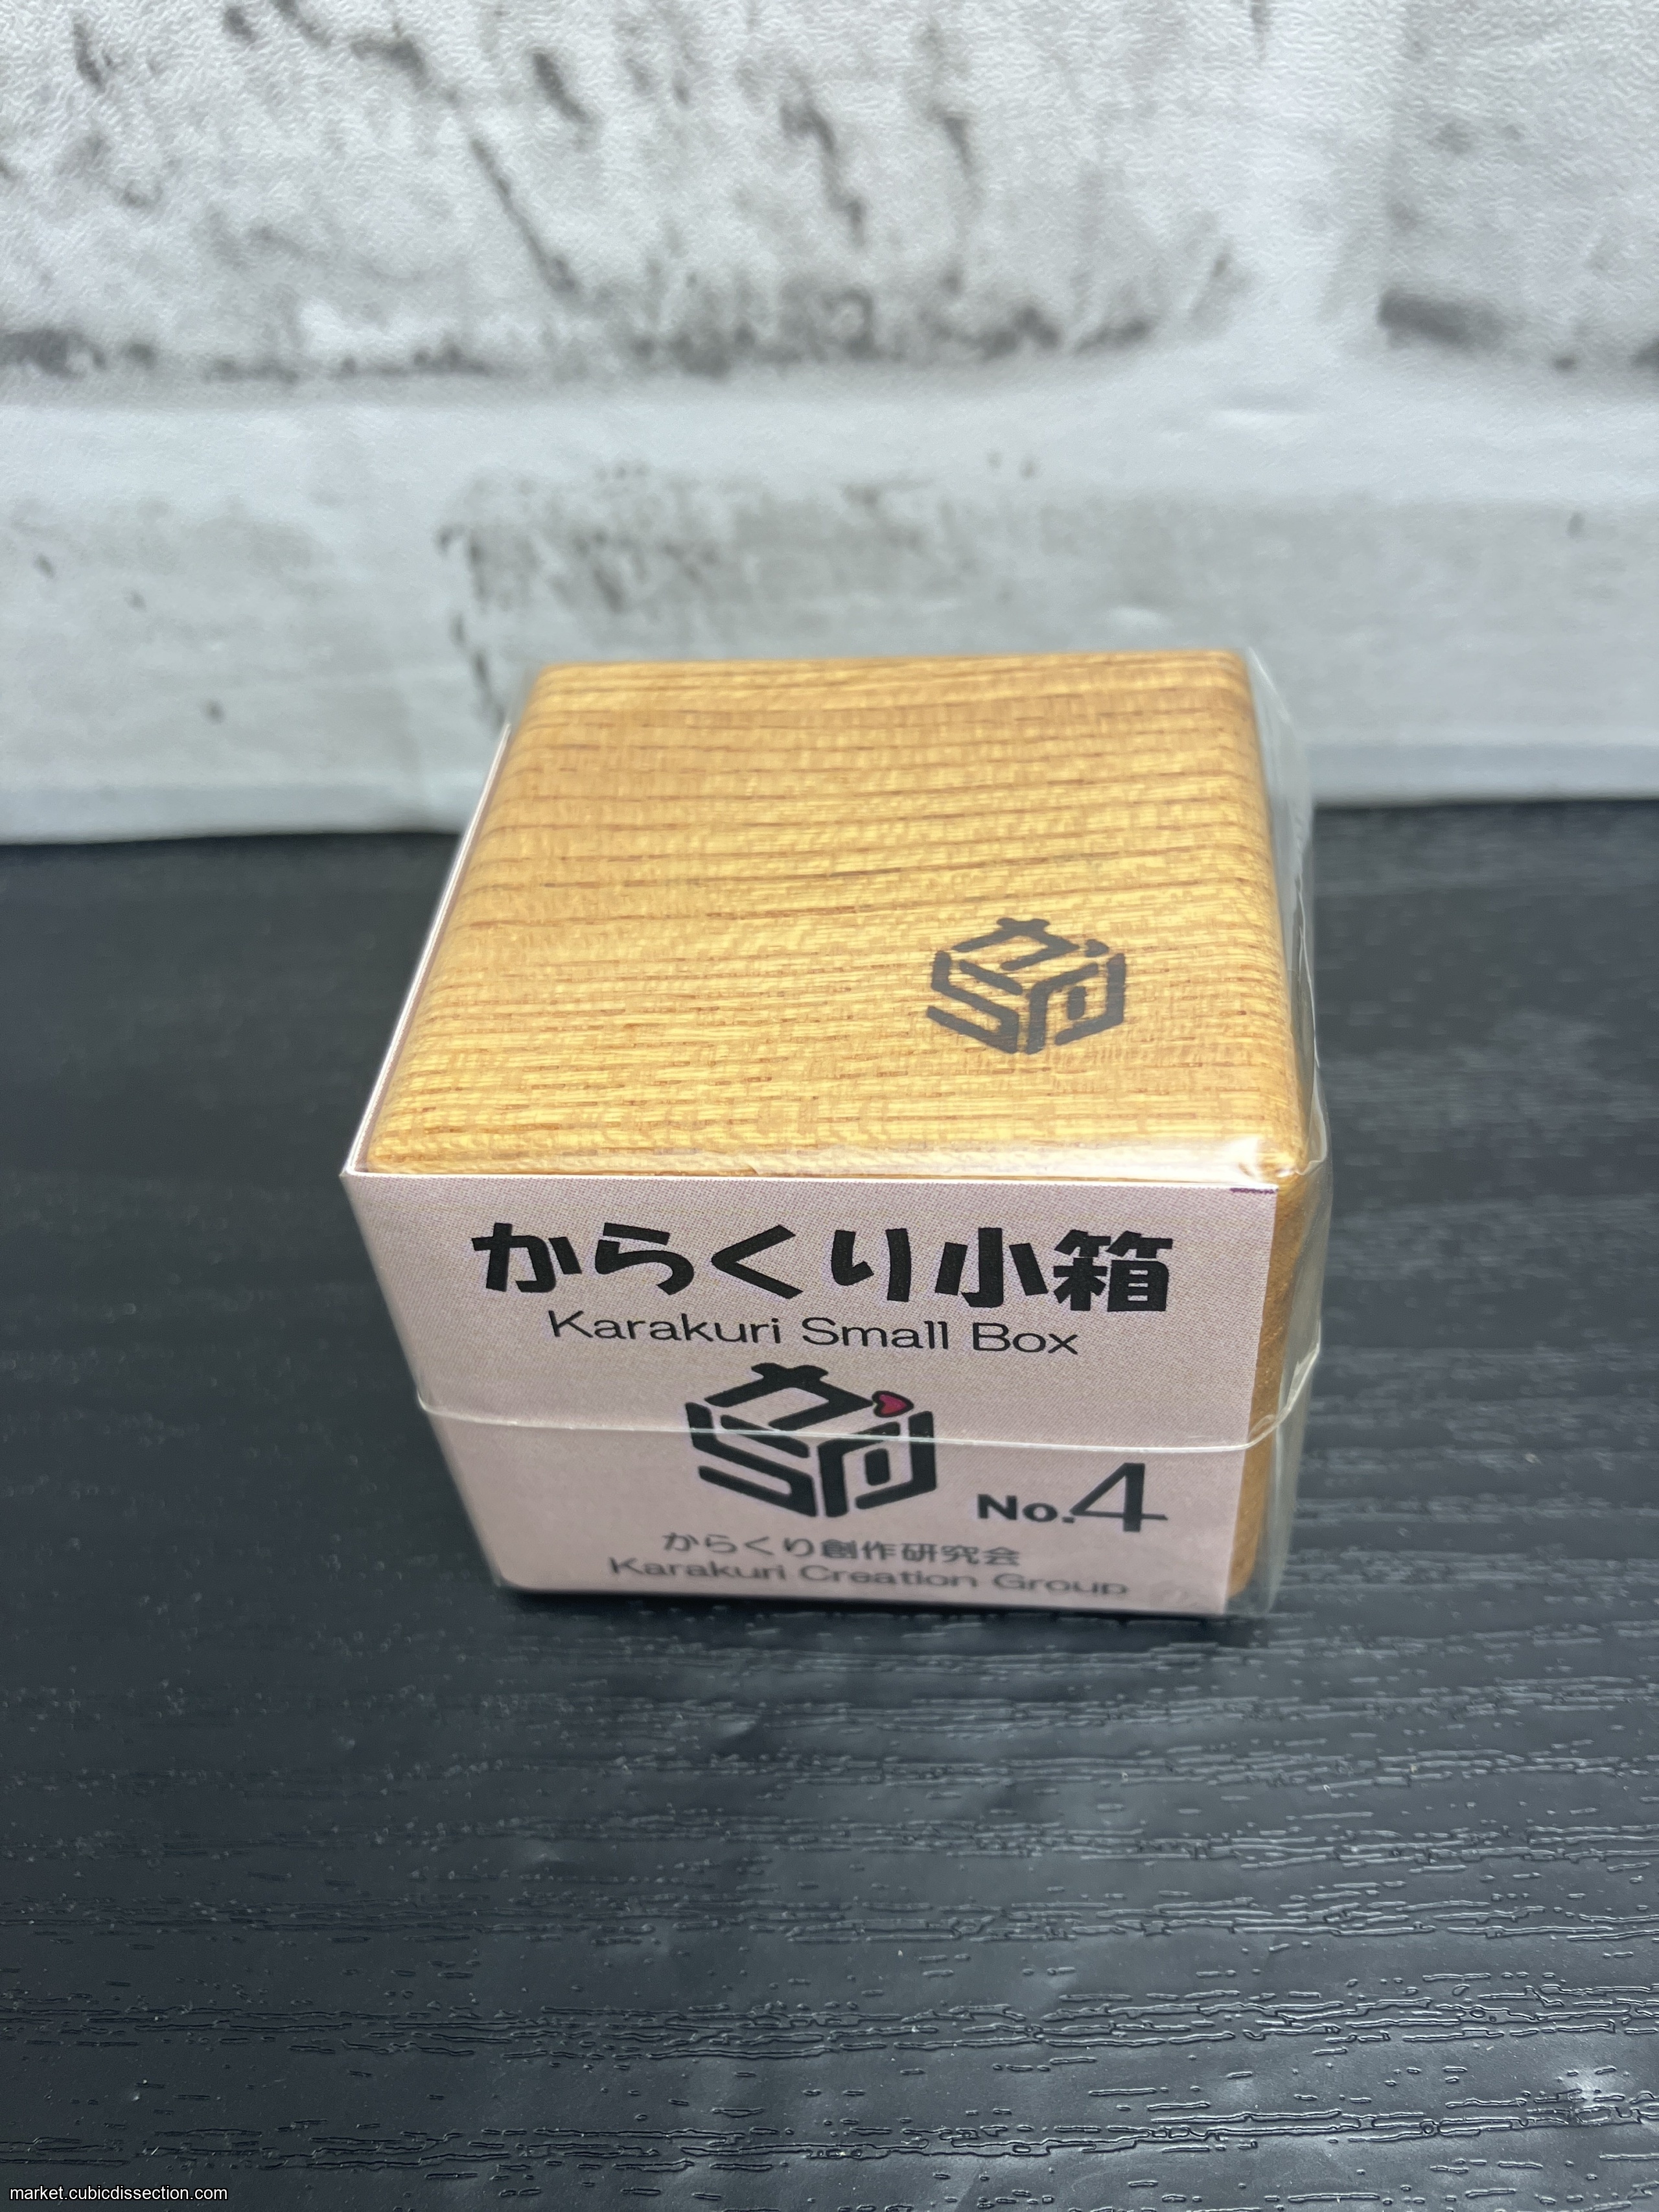 からくり小箱
Karakuri Small Box
No.4
からくり創作研究会
Karakuri Creation Group
market.cubicdissection.com